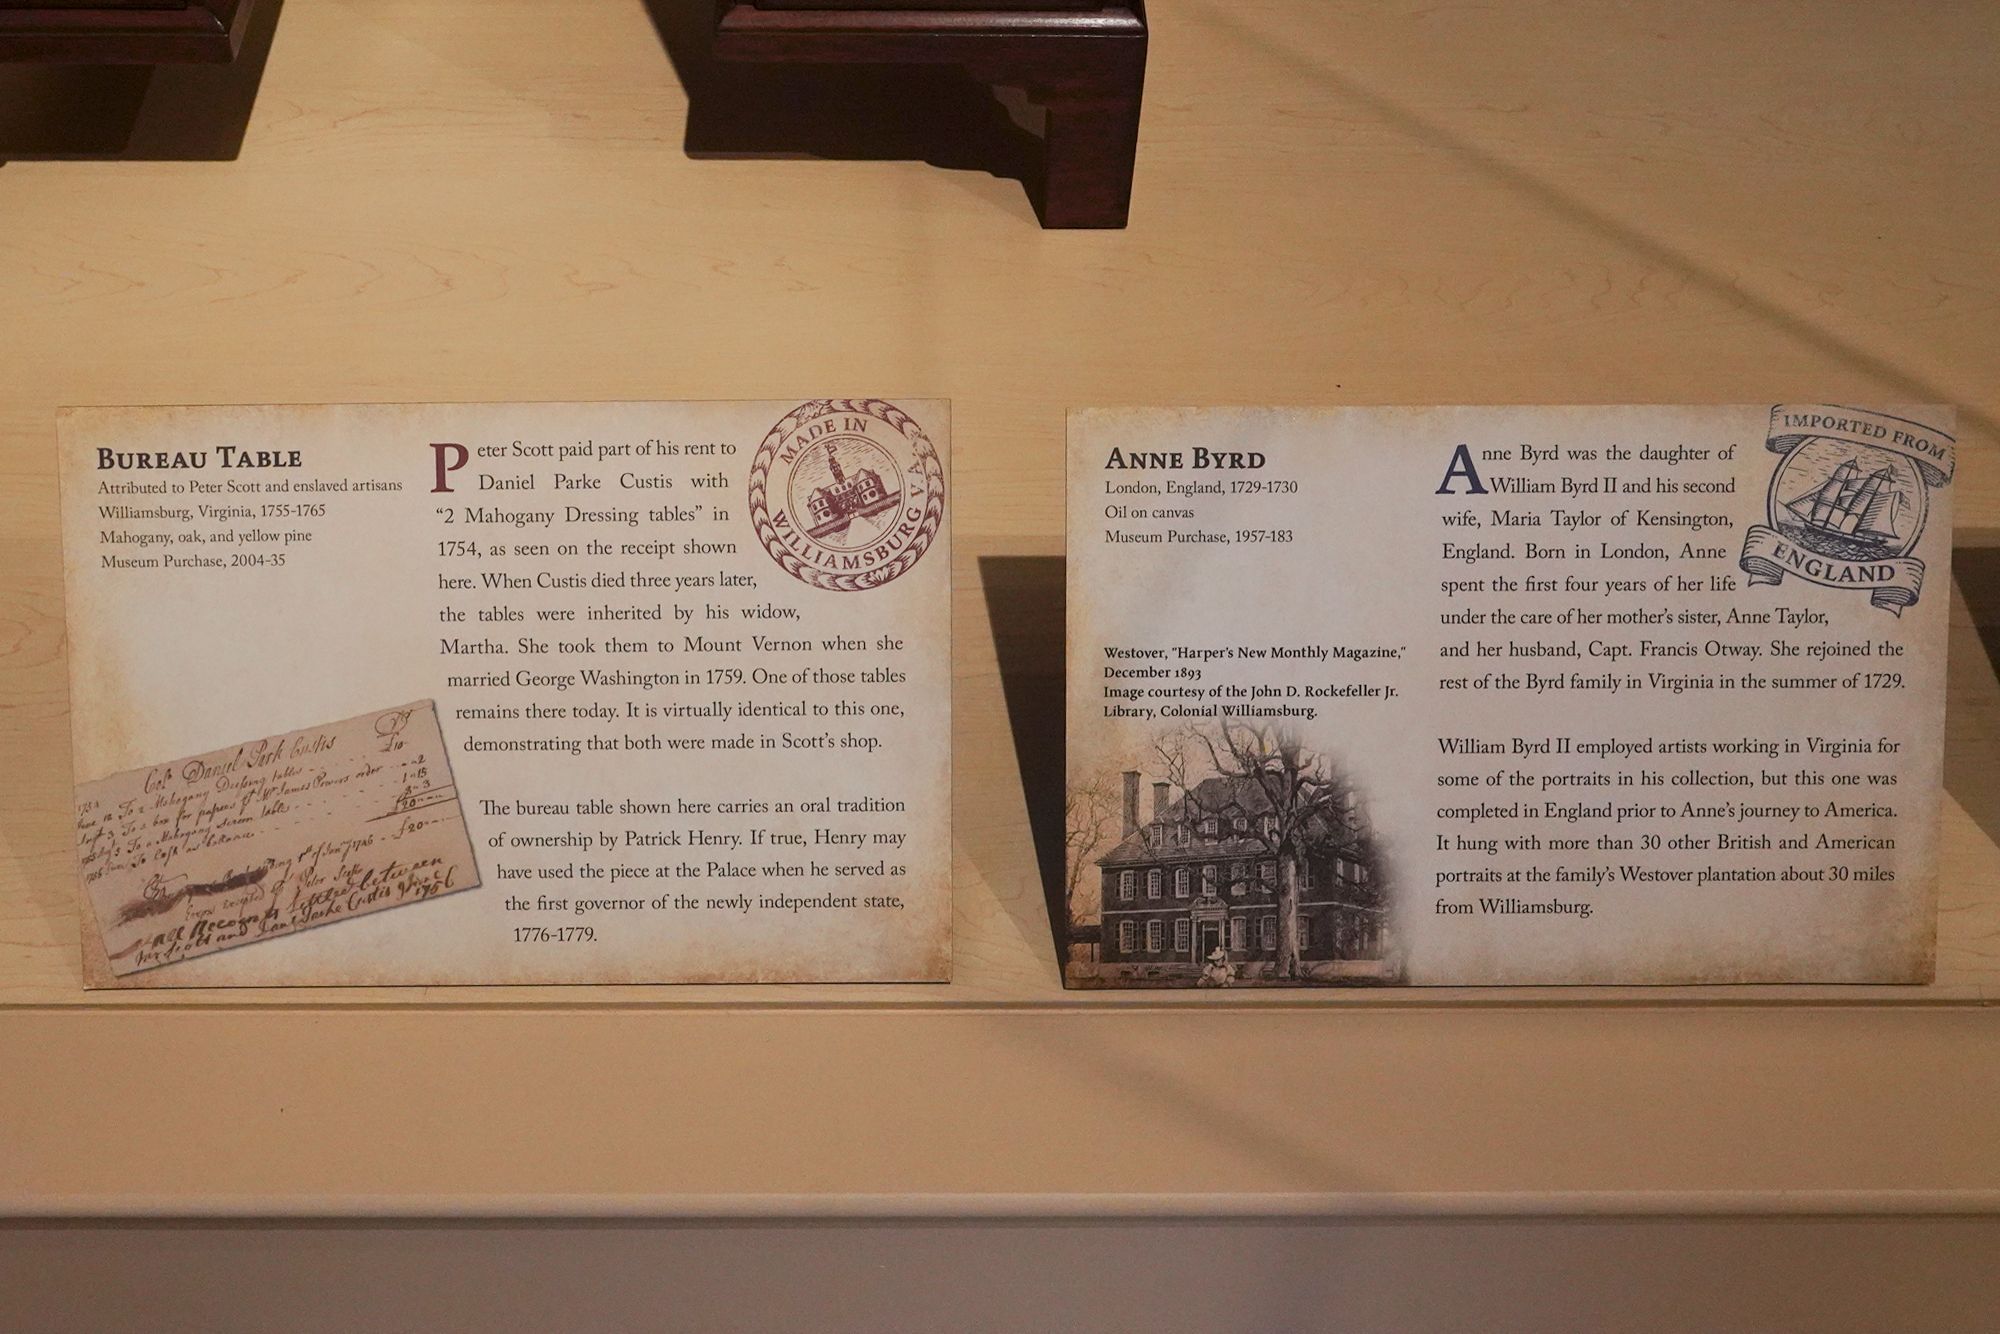 BUREAU TABLE
Attributed to Peter Scott and enslaved artisans
Williamsburg, Virginia, 1755-1765
Mahogany, oak, and yellow pine
Museum Purchase, 2004-35
Peter Scott paid part of his rent to
Daniel Parke Custis with
“2 Mahogany Dressing tables” in
1754, as seen on the receipt shown
here. When Custis died three years later,
the tables were inherited by his widow,
Martha. She took them to Mount Vernon when she
married George Washington in 1759. One of those tables
remains there today. It is virtually identical to this one,
demonstrating that both were made in Scott’s shop.
The bureau table shown here carries an oral tradition
of ownership by Patrick Henry. If true, Henry may
have used the piece at the Palace when he served as
the first governor of the newly independent state,
1776-1779.
MADE IN
WILLIAMSBURG VA.
Daniel Park Custis
2 Mahogany Dressing tables
ANNE BYRD
London, England, 1729-1730
Oil on canvas
Museum Purchase, 1957-183
Westover, "Harper's New Monthly Magazine,"
December 1893
Image courtesy of the John D. Rockefeller Jr.
Library, Colonial Williamsburg.
Anne Byrd was the daughter of
William Byrd II and his second
wife, Maria Taylor of Kensington,
England. Born in London, Anne
spent the first four years of her life
under the care of her mother’s sister, Anne Taylor,
and her husband, Capt. Francis Otway. She rejoined the
rest of the Byrd family in Virginia in the summer of 1729.
William Byrd II employed artists working in Virginia for
some of the portraits in his collection, but this one was
completed in England prior to Anne’s journey to America.
It hung with more than 30 other British and American
portraits at the family’s Westover plantation about 30 miles
from Williamsburg.
IMPORTED FROM
ENGLAND